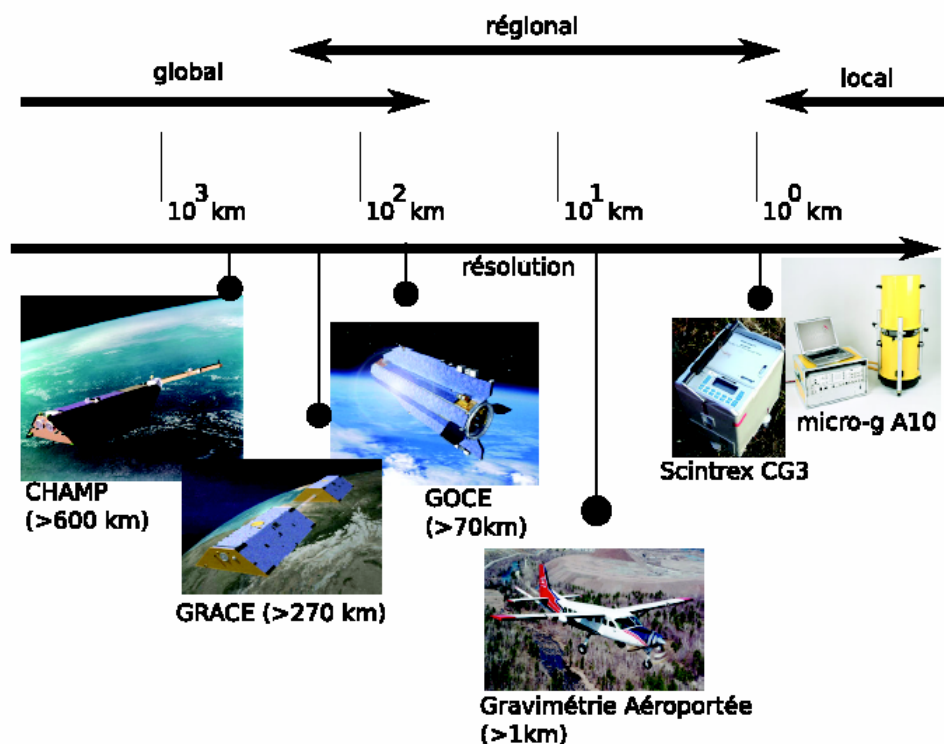 régional
global
local
10³ km
10² km
10¹ km
10⁰ km
résolution
CHAMP
(>600 km)
GRACE (>270 km)
GOCE
(>70km)
Scintrex CG3
micro-g A10
Gravimétrie Aéroportée
(>1km)